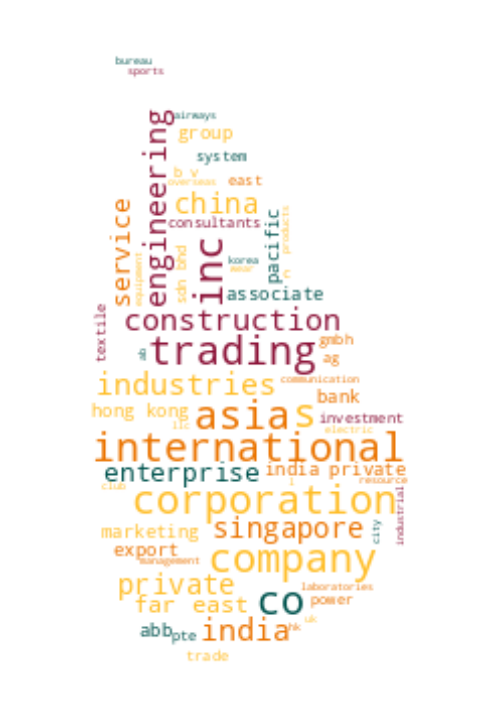 bureau
sports
airways
engineering
group
system
b v
overseas
east
service
china
consultants
pacific
products
equipment
sdn bhd
inc
korea
wear
r
associate
textile
construction
trading
gmbh
ag
industries
communication
bank
hong kong
asia
s
investment
llc
electric
international
enterprise
india private
resource
club
l
corporation
industrial
marketing
singapore
city
export
management
company
private
laboratories
far east
co
power
uk
abb
pte
india
hk
trade